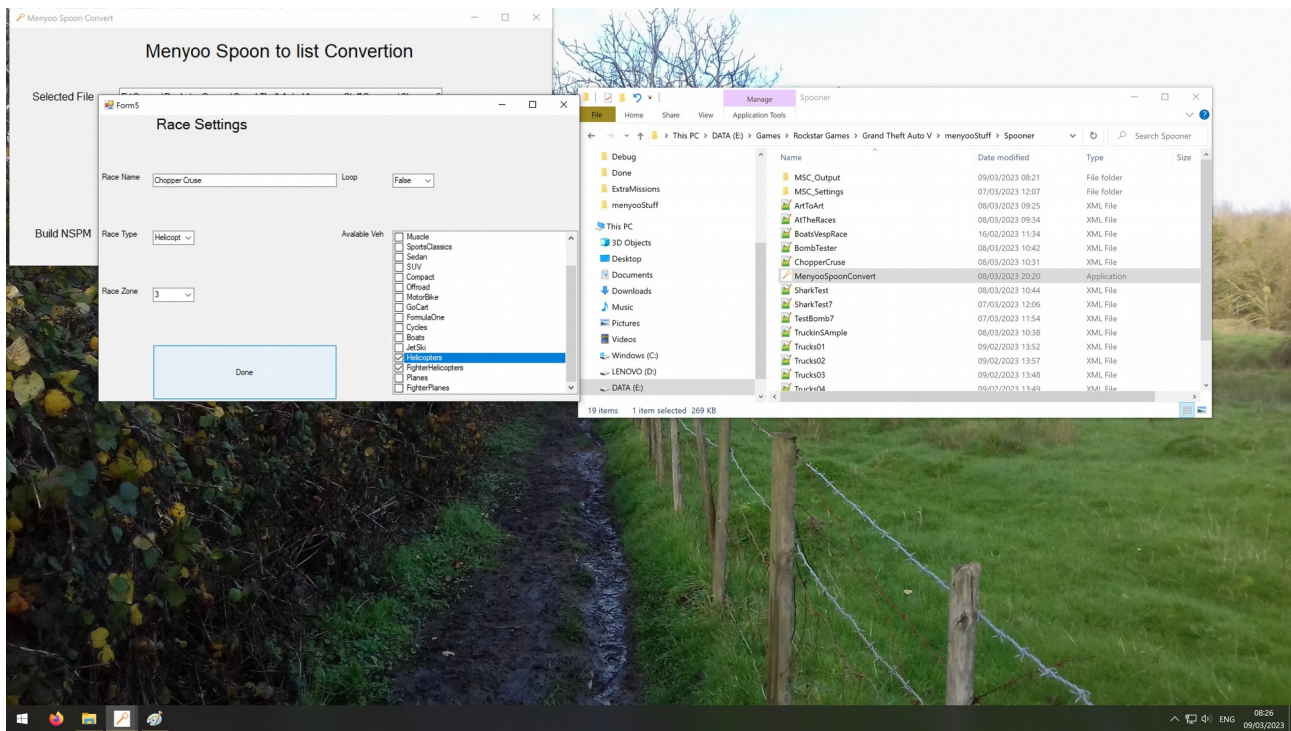 Menyoo Spoon Convert
Menyoo Spoon to list Convertion
Selected File
Build NSPM
Form5
Race Settings
Race Name
Chopper Cruse
Loop
False
Race Type
Helicopt
Avalable Veh
Muscle
SportsClassics
Sedan
SUV
Compact
Offroad
MotorBike
GoCart
FormulaOne
Cycles
Boats
JetSki
Helicopters
FighterHelicopters
Planes
FighterPlanes
Race Zone
3
Done
Manage
Spooner
File Home Share View Application Tools
This PC > DATA (E:) > Games > Rockstar Games > Grand Theft Auto V > menyooStuff > Spooner
Search Spooner
Debug
Done
ExtraMissions
menyooStuff
This PC
3D Objects
Desktop
Documents
Downloads
Music
Pictures
Videos
Windows (C:)
LENOVO (D:)
DATA (E:)
Name Date modified Type Size
MSC_Output 09/03/2023 08:21 File folder
MSC_Settings 07/03/2023 12:07 File folder
ArtToArt 08/03/2023 09:25 XML File
AtTheRaces 08/03/2023 09:34 XML File
BoatsVespRace 16/02/2023 11:34 XML File
BombTester 08/03/2023 10:42 XML File
ChopperCruse 08/03/2023 10:31 XML File
MenyooSpoonConvert 08/03/2023 20:20 Application
SharkTest 08/03/2023 10:44 XML File
SharkTest7 07/03/2023 12:06 XML File
TestBomb7 07/03/2023 11:54 XML File
TruckinSAmple 08/03/2023 10:38 XML File
Trucks01 09/02/2023 13:52 XML File
Trucks02 09/02/2023 13:57 XML File
Trucks03 09/02/2023 13:48 XML File
Trucks04 09/02/2023 13:49 XML File
19 items 1 item selected 269 KB
ENG
08:26
09/03/2023